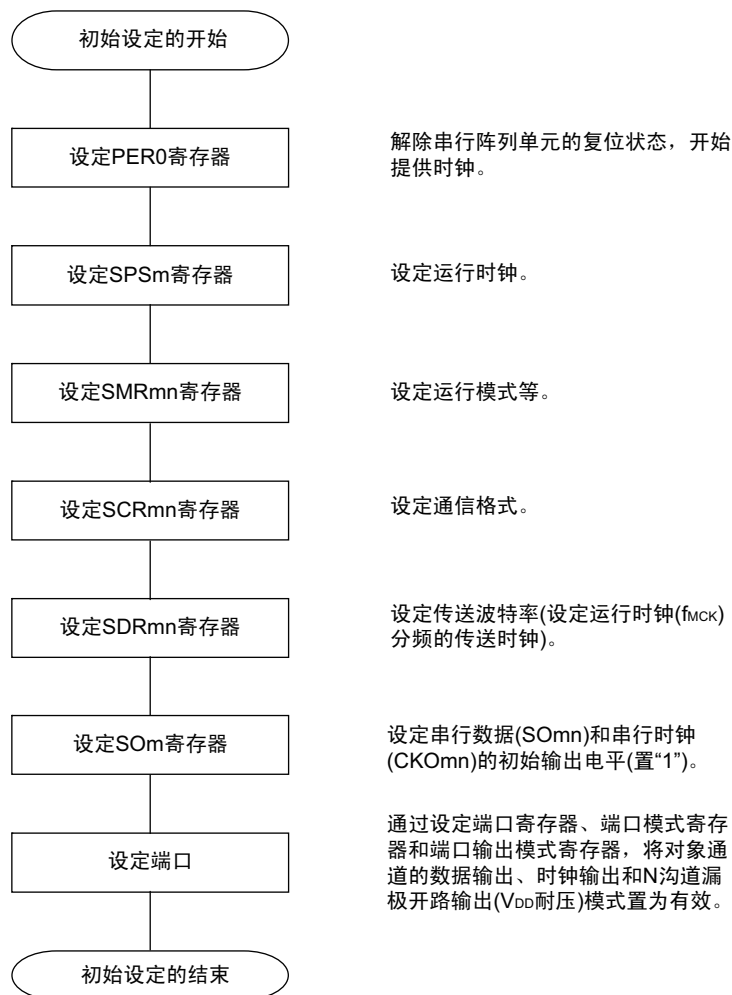 初始设定的开始
设定PER0寄存器
解除串行阵列单元的复位状态，开始
提供时钟。
设定SPSm寄存器
设定运行时钟。
设定SMRmn寄存器
设定运行模式等。
设定SCRmn寄存器
设定通信格式。
设定SDRmn寄存器
设定传送波特率(设定运行时钟(fMCK)
分频的传送时钟)。
设定SOm寄存器
设定串行数据(SOmn)和串行时钟
(CKOmn)的初始输出电平(置“1”)。
设定端口
通过设定端口寄存器、端口模式寄存
器和端口输出模式寄存器，将对象通
道的数据输出、时钟输出和N沟道漏
极开路输出(VDD耐压)模式置为有效。
初始设定的结束